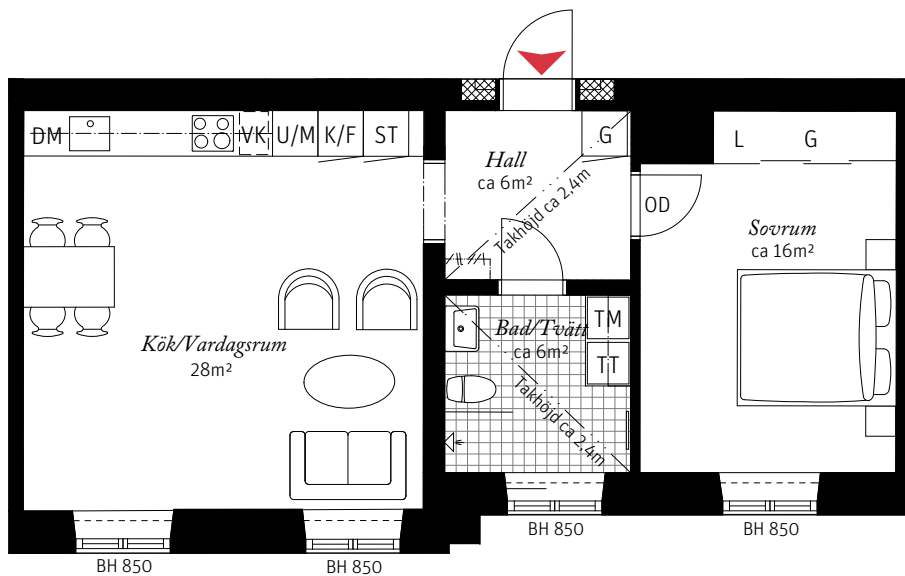 DM
VK
U/M
K/F
ST
G
L
G
Hall
ca 6m²
Takhöjd ca 2,4m
OD
Sovrum
ca 16m²
Kök/Vardagsrum
28m²
Bad/Tvätt
ca 6m²
TM
TT
Takhöjd ca 2,4m
BH 850
BH 850
BH 850
BH 850